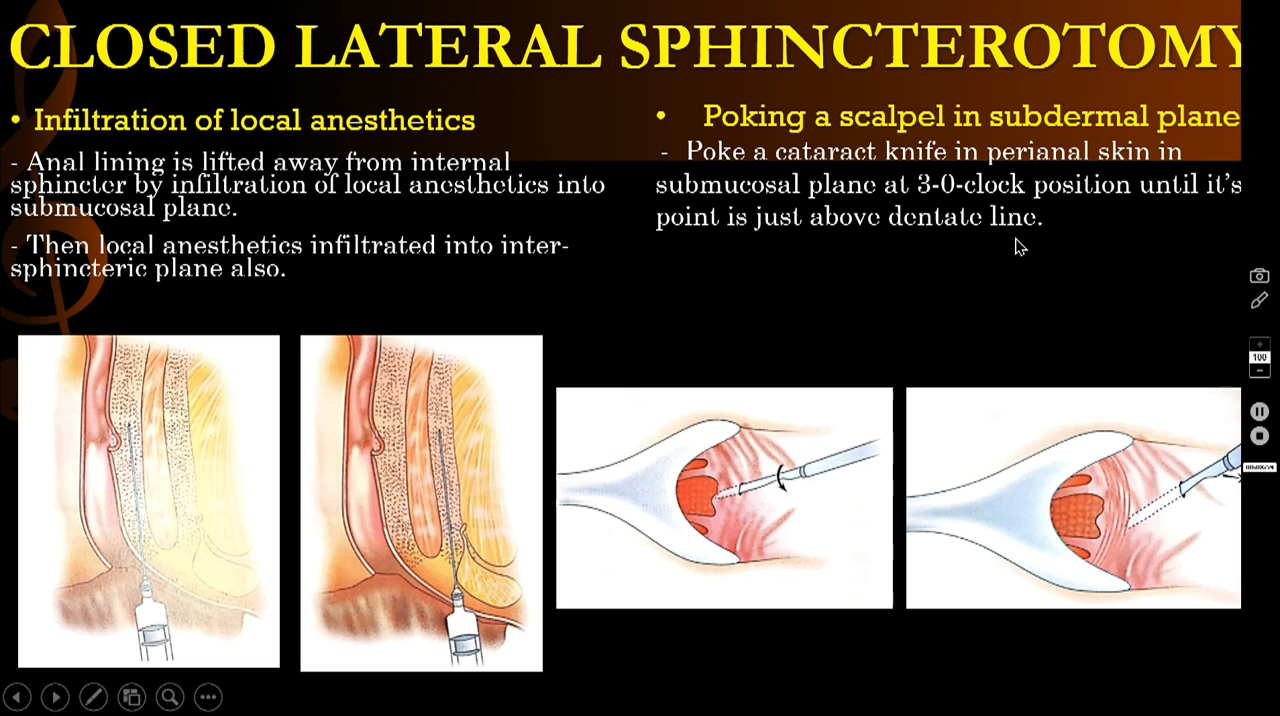 CLOSED LATERAL SPHINCTEROTOMY
• Infiltration of local anesthetics
- Anal lining is lifted away from internal
sphincter by infiltration of local anesthetics into
submucosal plane.
- Then local anesthetics infiltrated into inter-
sphincteric plane also.
• Poking a scalpel in subdermal plane
- Poke a cataract knife in perianal skin in
submucosal plane at 3-0-clock position until it's
point is just above dentate line.
100